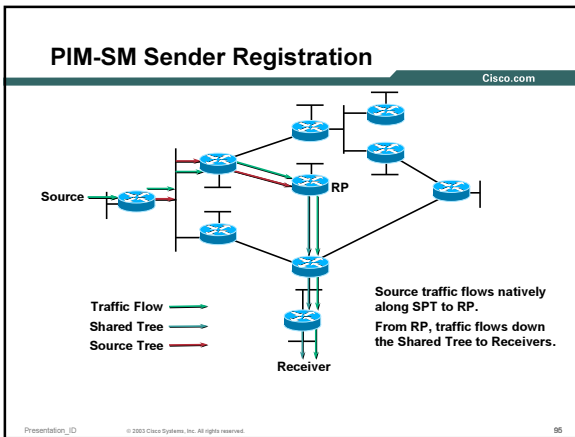 PIM-SM Sender Registration
Cisco.com
RP
Source
Traffic Flow
Shared Tree
Source Tree
Receiver
Source traffic flows natively
along SPT to RP.
From RP, traffic flows down
the Shared Tree to Receivers.
Presentation_ID
© 2003 Cisco Systems, Inc. All rights reserved.
95